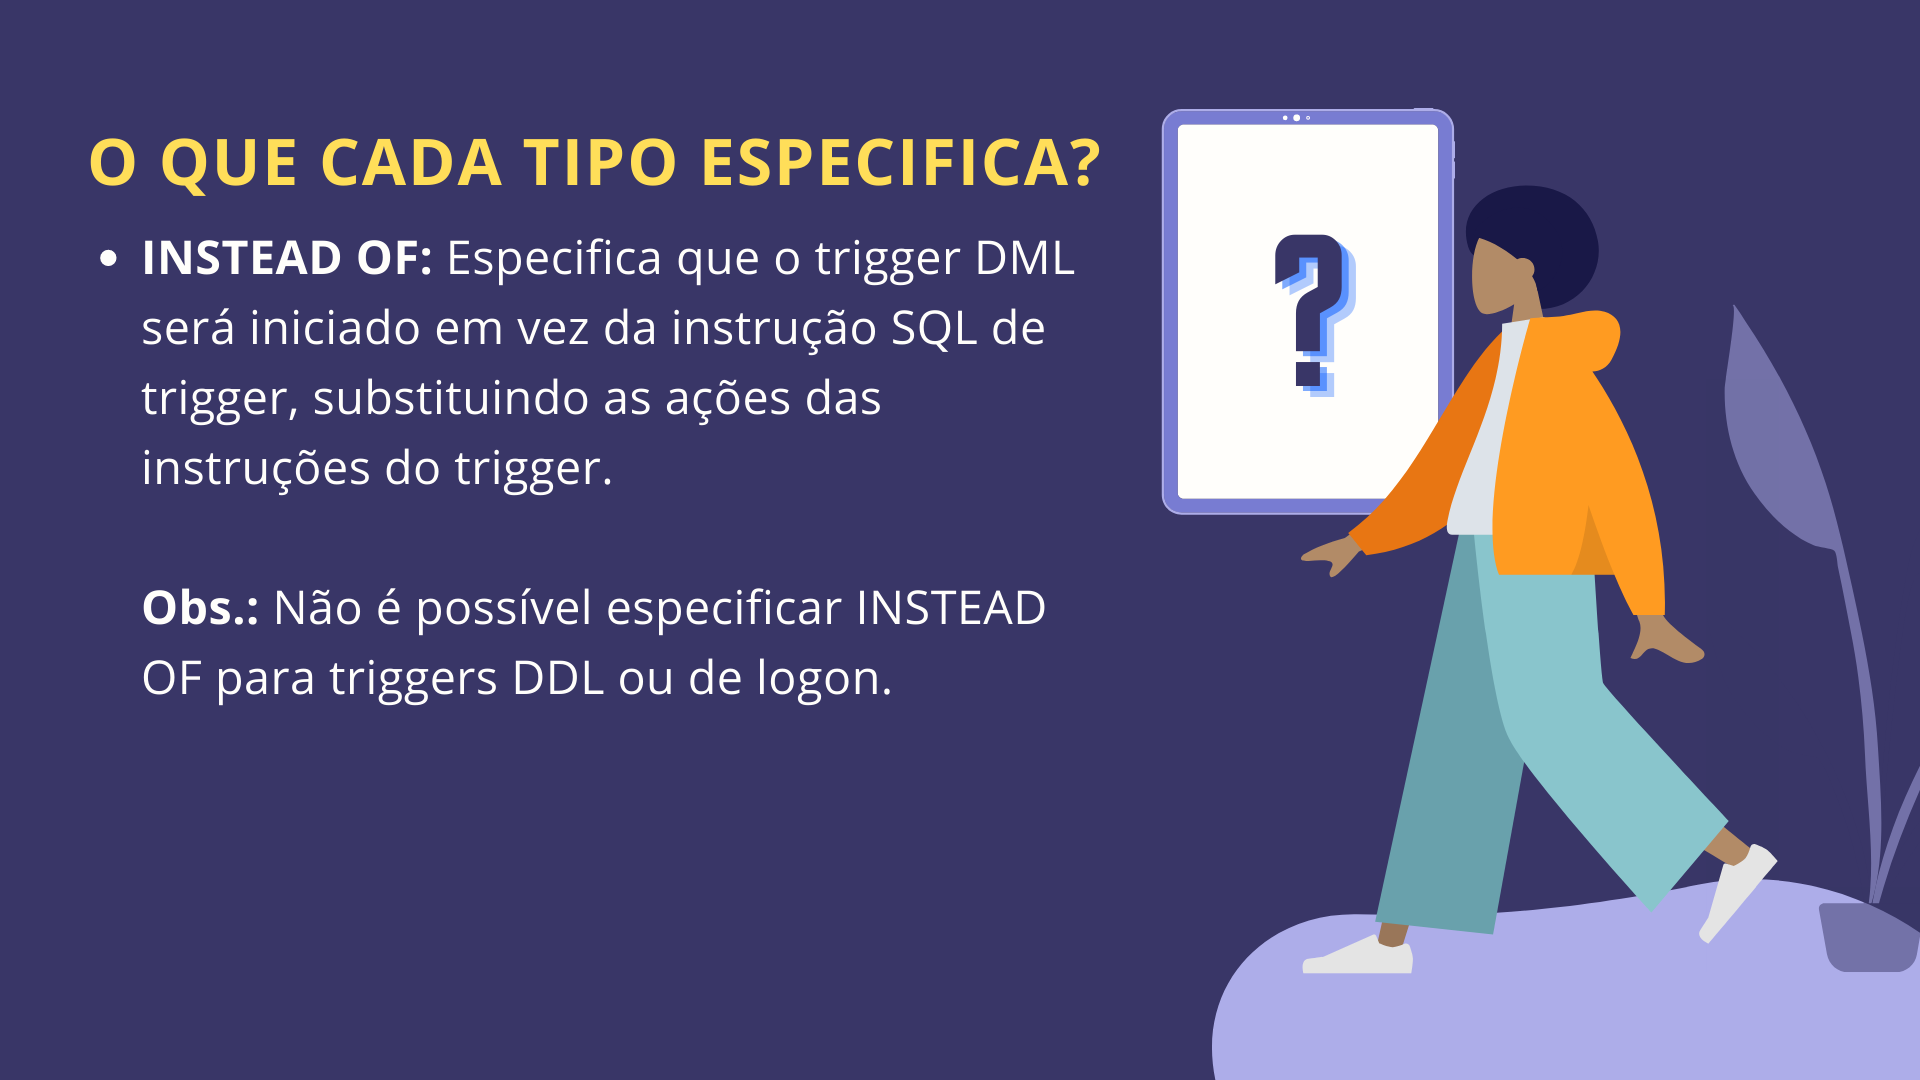 O QUE CADA TIPO ESPECIFICA?
• INSTEAD OF: Especifica que o trigger DML
será iniciado em vez da instrução SQL de
trigger, substituindo as ações das
instruções do trigger.
Obs.: Não é possível especificar INSTEAD
OF para triggers DDL ou de logon.
?